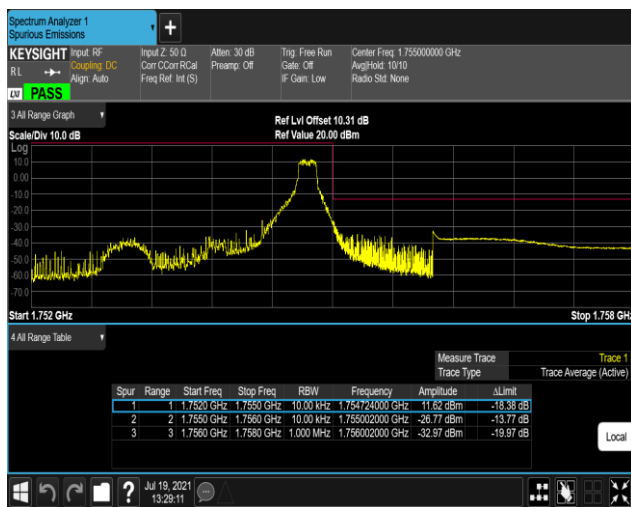 Spectrum Analyzer 1
Spurious Emissions
KEYSIGHT Input: RF Input Z: 50 Ω Atten: 30 dB Trig: Free Run Center Freq: 1.755000000 GHz
RL Coupling: DC Corr CCorr RCal Preamp: Off Gate: Off Avg|Hold: 10/10
Align: Auto Freq Ref: Int (S) IF Gain: Low Radio Std: None
LXI PASS
3 All Range Graph
Ref Lvl Offset 10.31 dB
Scale/Div 10.0 dB Ref Value 20.00 dBm
Log
10.0
0.00
-10.0
-20.0
-30.0
-40.0
-50.0
-60.0
-70.0
Start 1.752 GHz Stop 1.758 GHz
4 All Range Table
Measure Trace Trace 1
Trace Type Trace Average (Active)
Spur Range Start Freq Stop Freq RBW Frequency Amplitude ΔLimit
1 1 1.7520 GHz 1.7550 GHz 10.00 kHz 1.754724000 GHz 11.62 dBm -18.38 dB
2 2 1.7550 GHz 1.7560 GHz 10.00 kHz 1.755002000 GHz -26.77 dBm -13.77 dB
3 3 1.7560 GHz 1.7580 GHz 1.000 MHz 1.756002000 GHz -32.97 dBm -19.97 dB
Local
? Jul 19, 2021
13:29:11